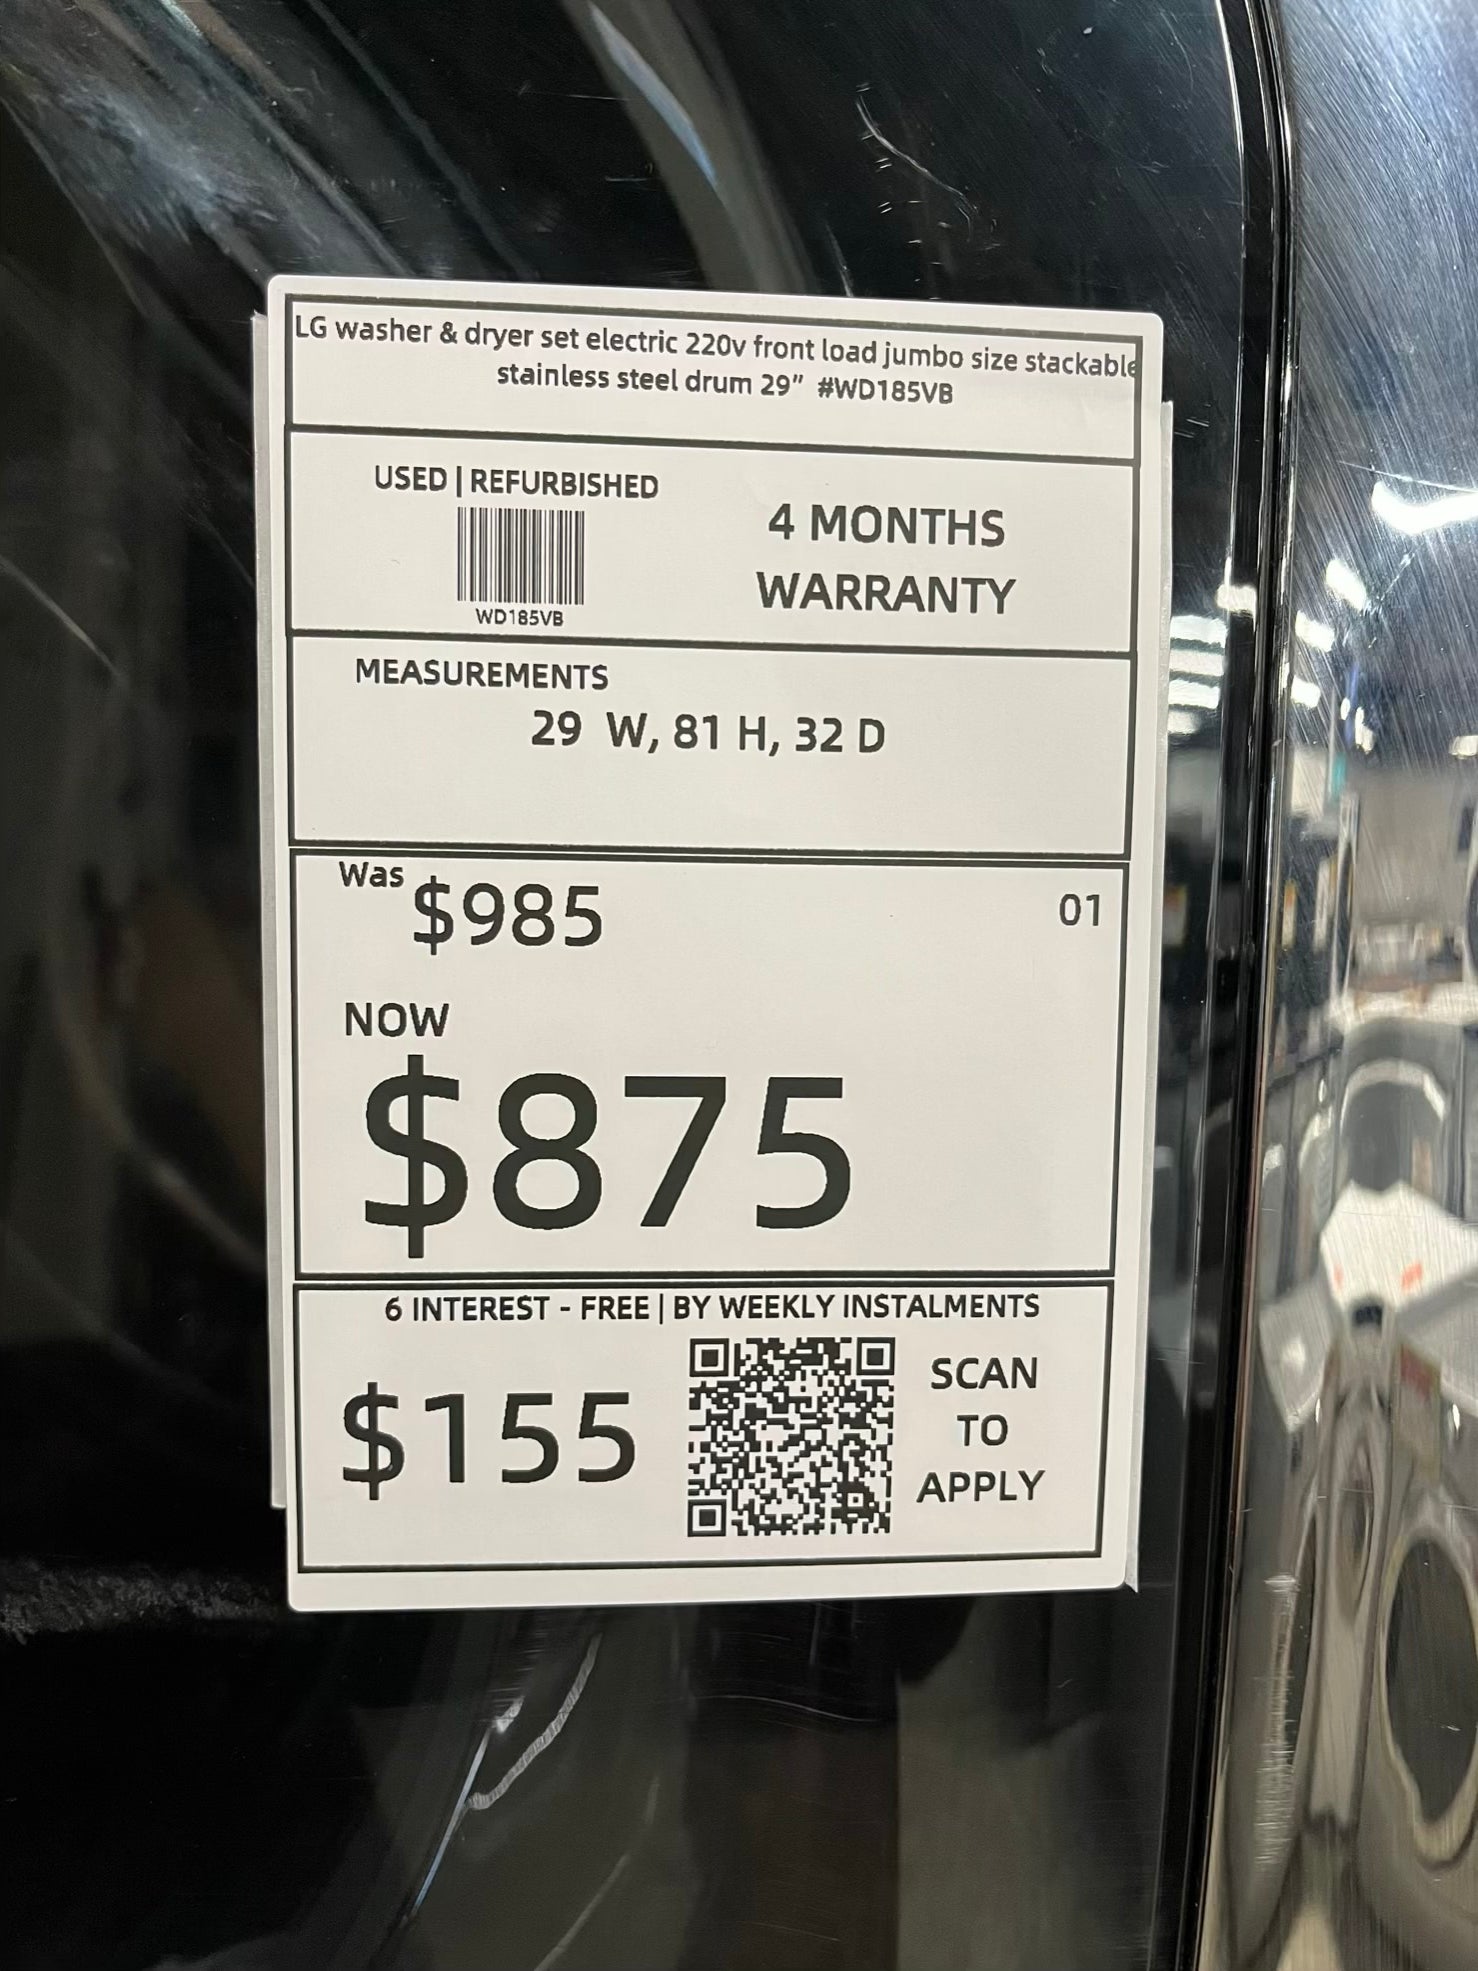 LG washer & dryer set electric 220v front load jumbo size stackable
stainless steel drum 29” #WD185VB
USED | REFURBISHED
WD185VB
4 MONTHS
WARRANTY
MEASUREMENTS
29 W, 81 H, 32 D
Was $985
01
NOW
$875
6 INTEREST - FREE | BY WEEKLY INSTALMENTS
$155
SCAN
TO
APPLY